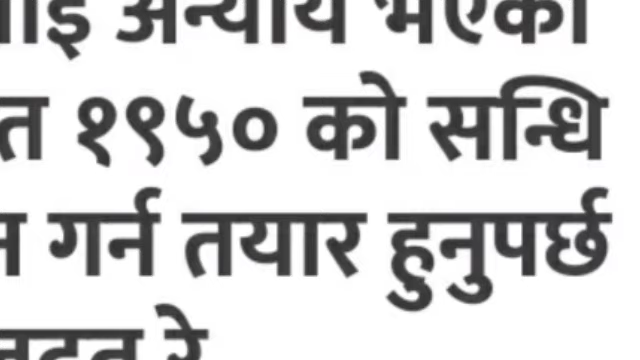 अन्याय भएको
१९५० को सन्धि
गर्न तयार हुनुपर्छ
रे